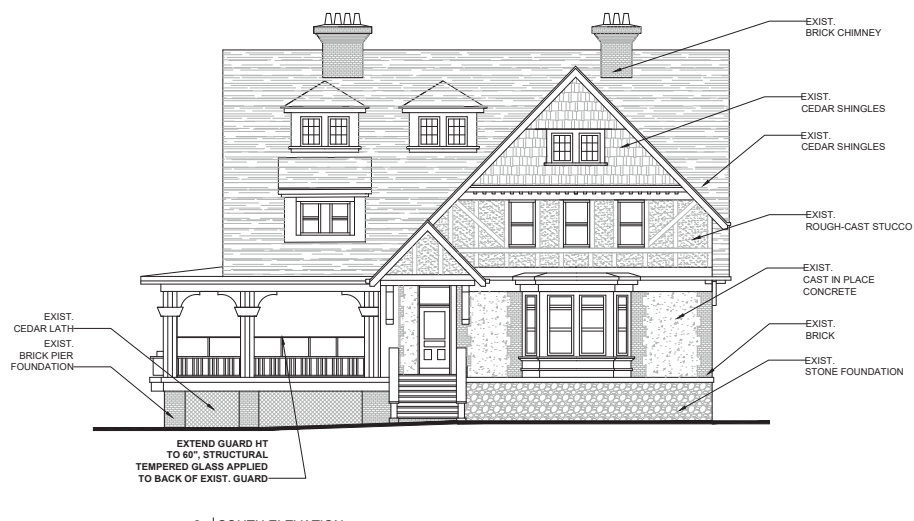 EXIST.
BRICK CHIMNEY
EXIST.
CEDAR SHINGLES
EXIST.
CEDAR SHINGLES
EXIST.
ROUGH-CAST STUCCO
EXIST.
CAST IN PLACE
CONCRETE
EXIST.
BRICK
EXIST.
STONE FOUNDATION
EXIST.
CEDAR LATH
EXIST.
BRICK PIER
FOUNDATION
EXTEND GUARD HT
TO 60", STRUCTURAL
TEMPERED GLASS APPLIED
TO BACK OF EXIST. GUARD
SOUTH ELEVATION